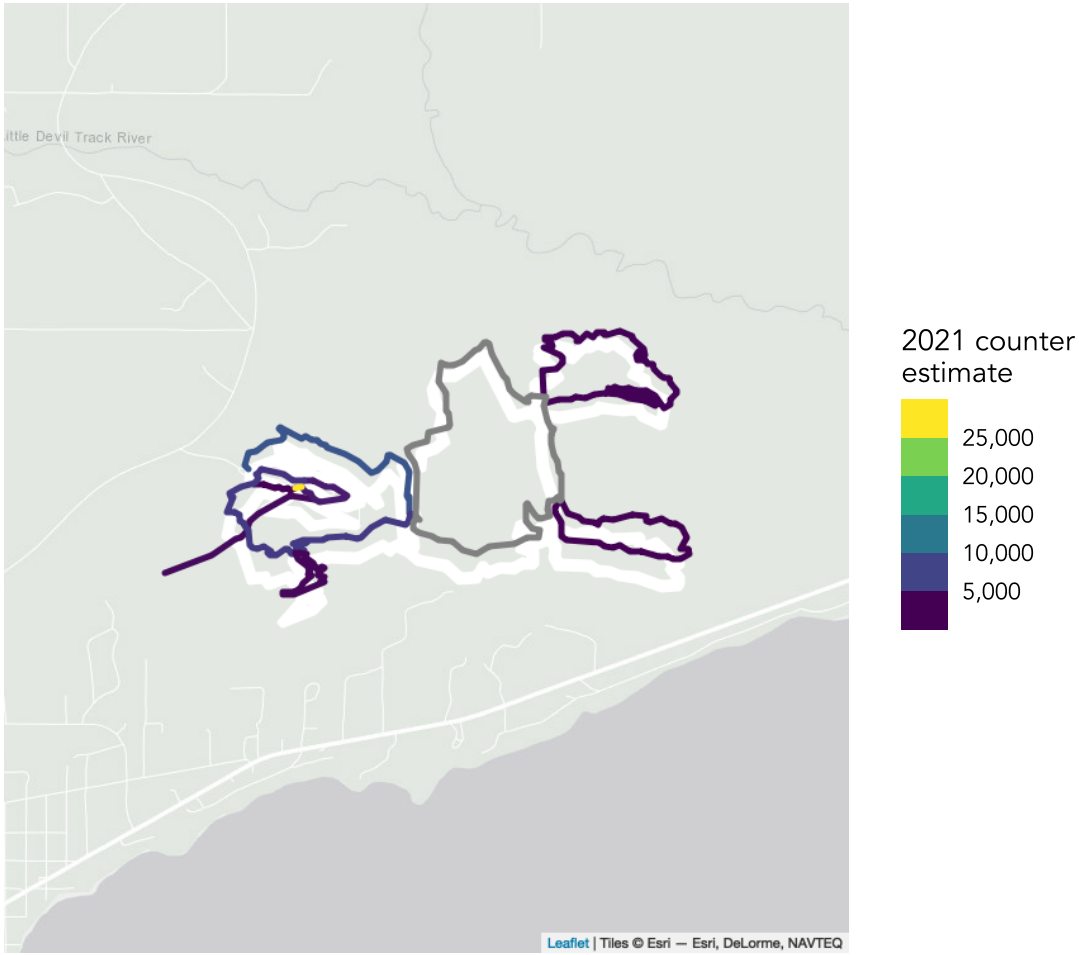 ittle Devil Track River
2021 counter
estimate
25,000
20,000
15,000
10,000
5,000
Leaflet | Tiles © Esri — Esri, DeLorme, NAVTEQ